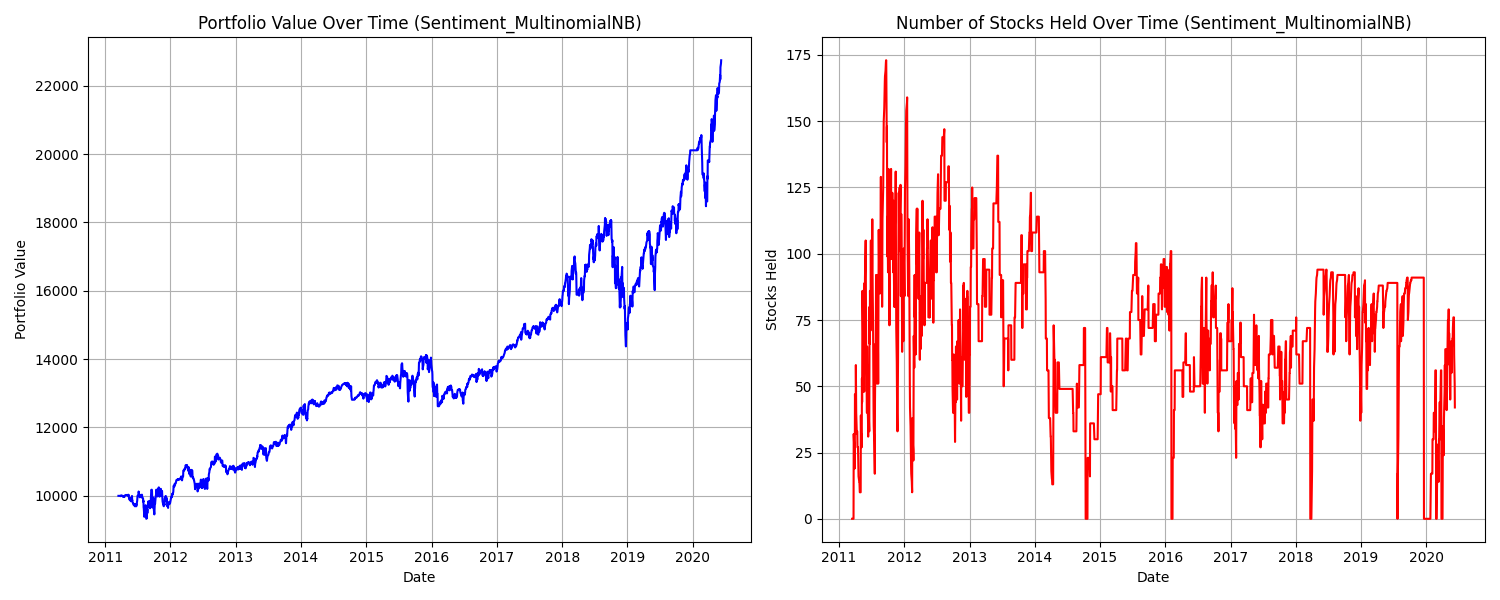 Portfolio Value Over Time (Sentiment_MultinomialNB)
Portfolio Value
22000
20000
18000
16000
14000
12000
10000
2011 2012 2013 2014 2015 2016 2017 2018 2019 2020
Date
Number of Stocks Held Over Time (Sentiment_MultinomialNB)
Stocks Held
175
150
125
100
75
50
25
0
2011 2012 2013 2014 2015 2016 2017 2018 2019 2020
Date